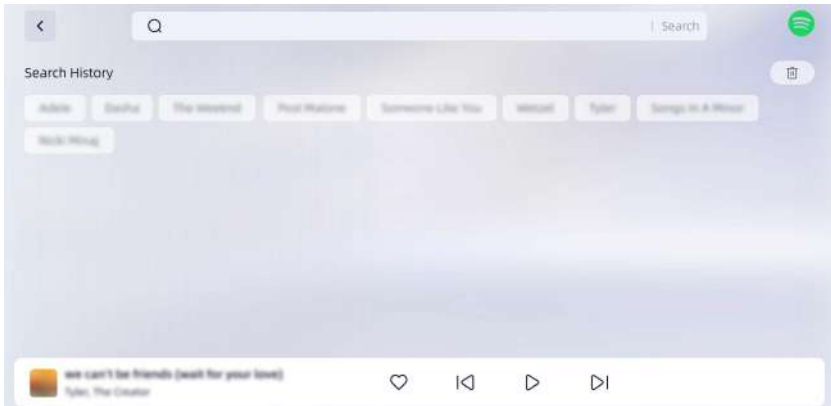 Search
Search History
Adele
Dasha
The Weeknd
Post Malone
Someone Like You
Wetzel
Tyler
Songs In A Minor
Nicki Minaj
we can't be friends (wait for your love)
Tyler, The Creator